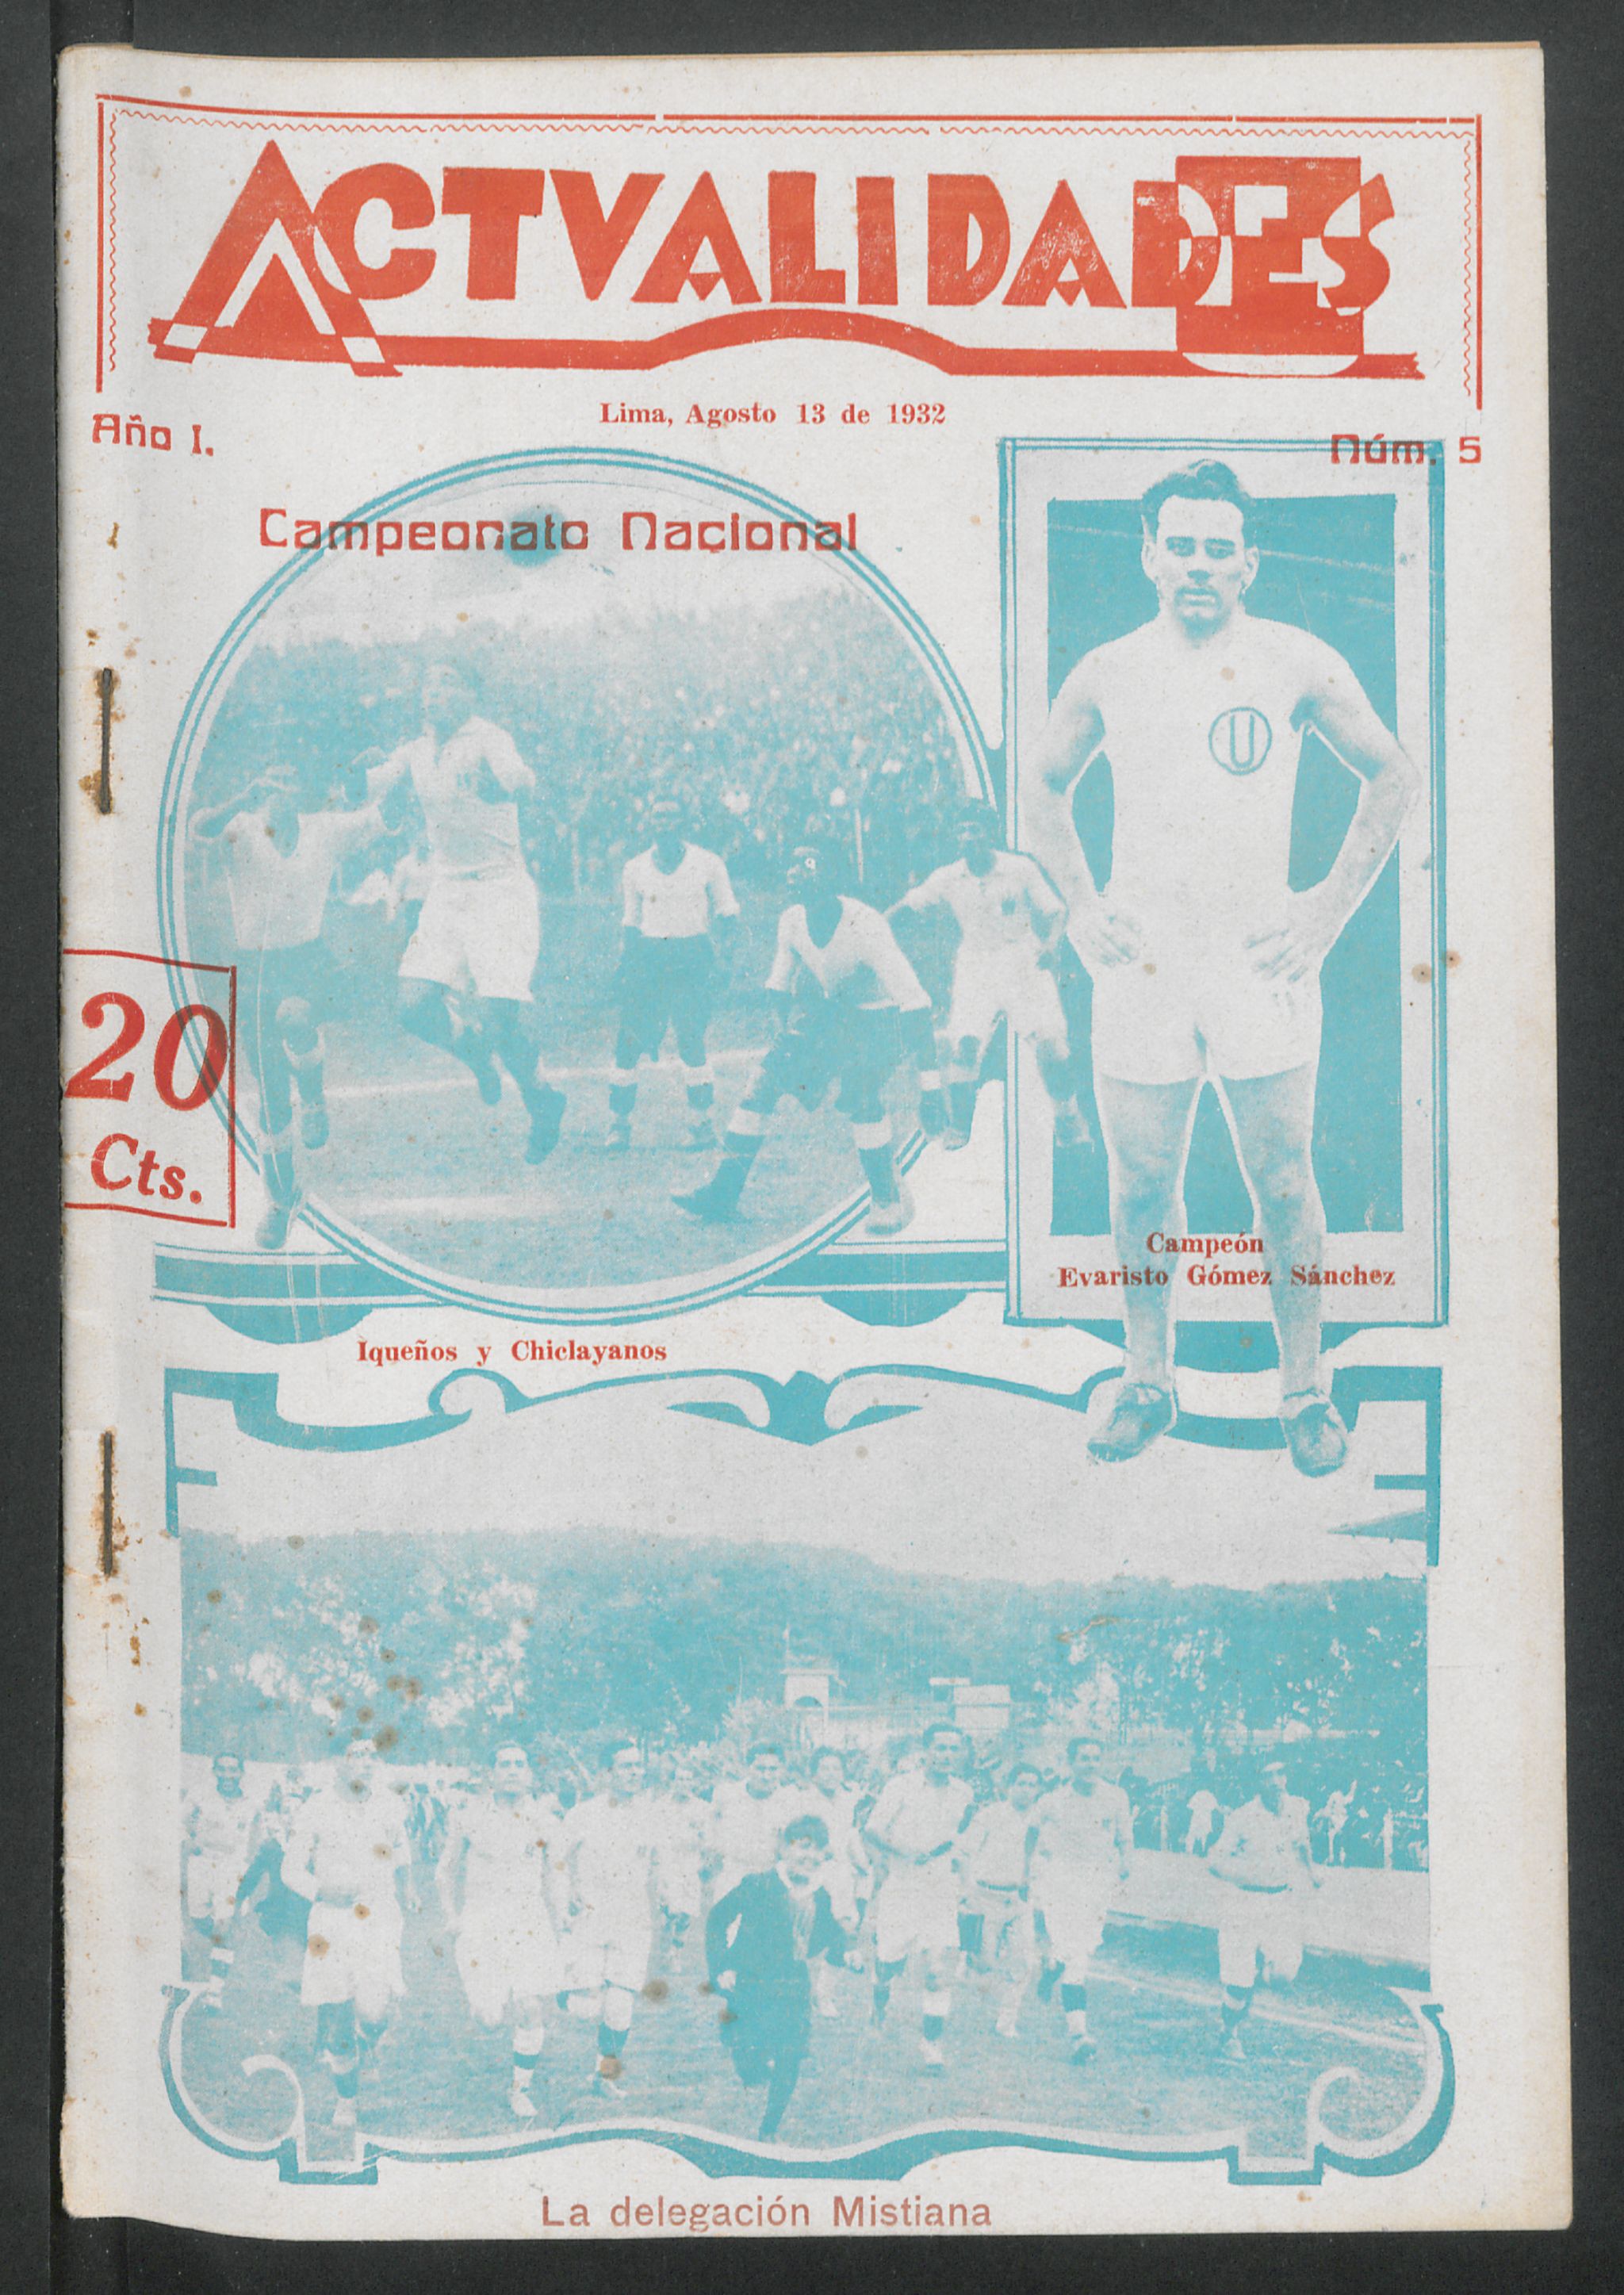 ACTVALIDADES
Lima, Agosto 13 de 1932
Año I.
Núm. 5
Campeonato Nacional
U
20
Cts.
Campeón
Evaristo Gómez Sánchez
Iqueños y Chiclayanos
La delegación Mistiana